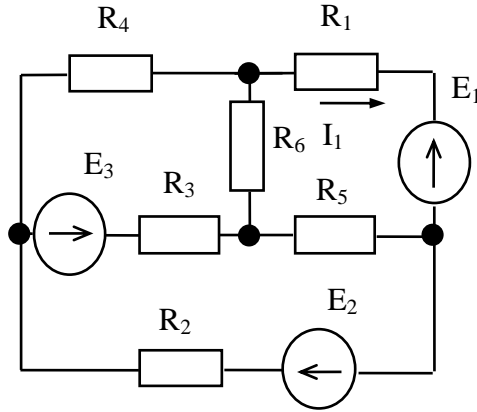 R₄ R₁
E₁
I₁
R₆
E₃
R₃ R₅
E₂
R₂